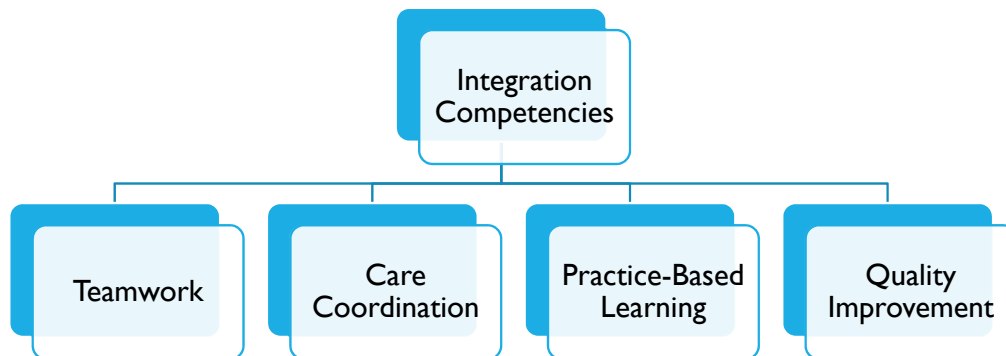 Integration
Competencies
Teamwork
Care
Coordination
Practice-Based
Learning
Quality
Improvement